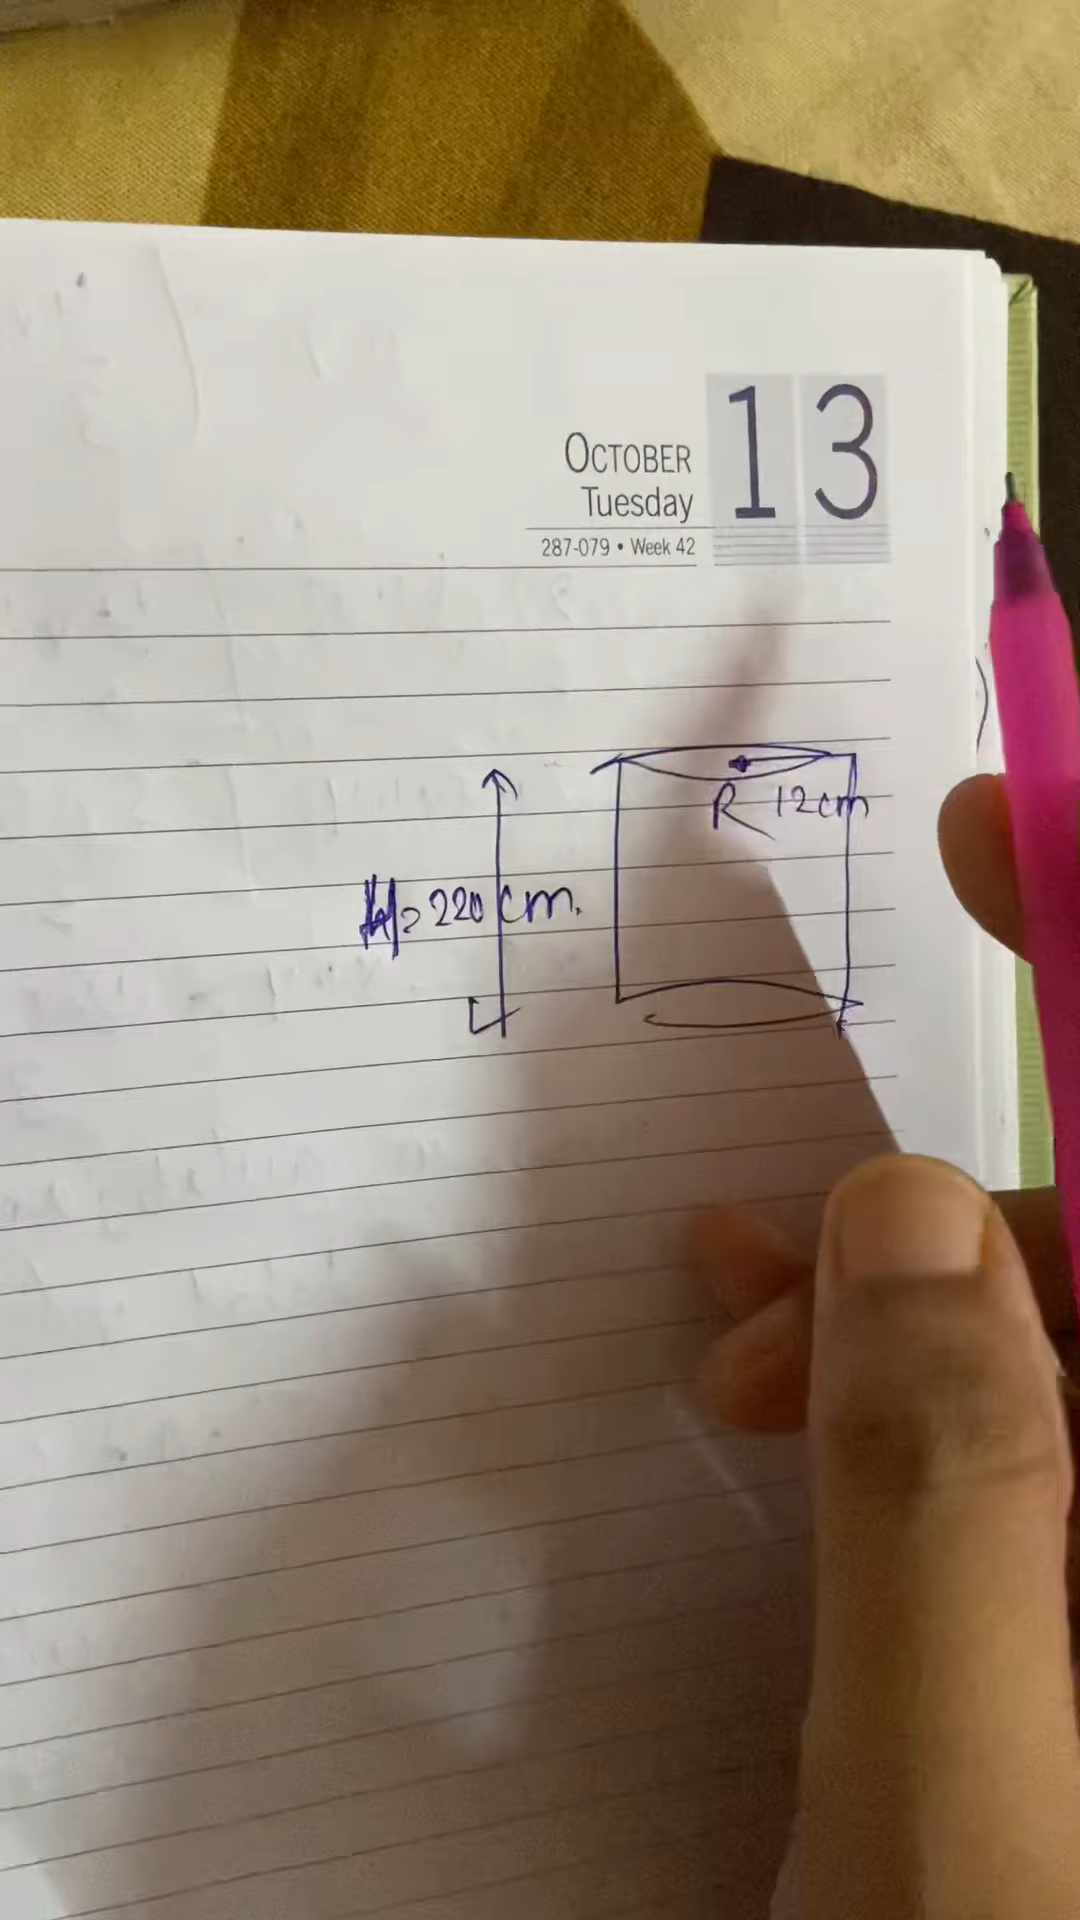 OCTOBER 13
Tuesday
287-079 • Week 42
R 12cm
H = 220 cm.